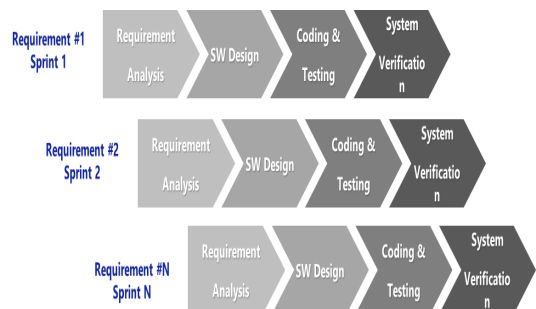 Requirement #1
Sprint 1
Requirement
Analysis
SW Design
Coding &
Testing
System
Verificatio
n
Requirement #2
Sprint 2
Requirement
Analysis
SW Design
Coding &
Testing
System
Verificatio
n
Requirement #N
Sprint N
Requirement
Analysis
SW Design
Coding &
Testing
System
Verificatio
n